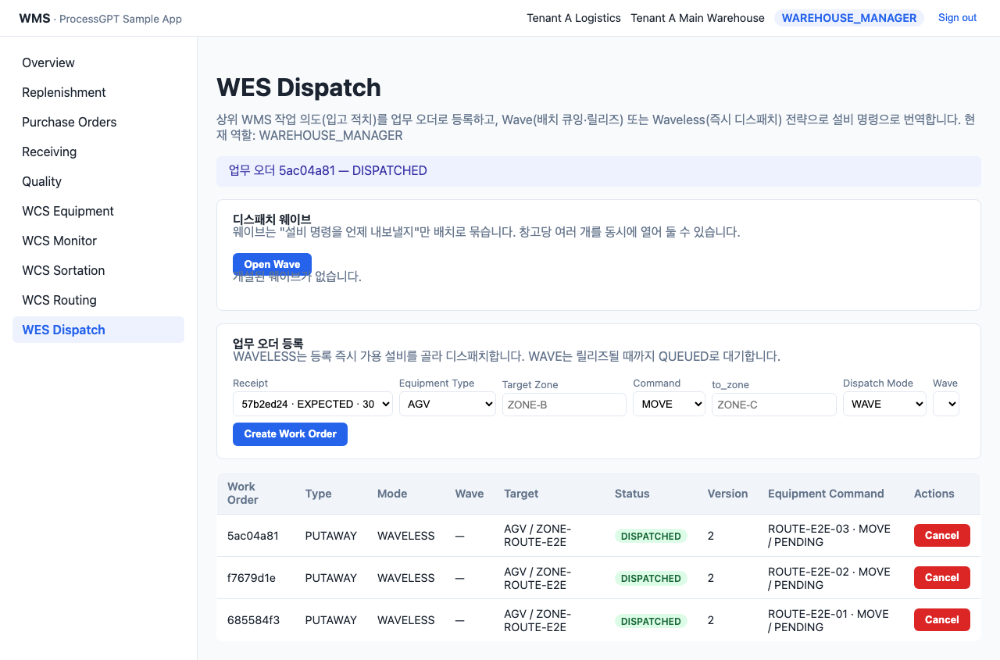 WMS · ProcessGPT Sample App
Tenant A Logistics Tenant A Main Warehouse WAREHOUSE_MANAGER Sign out
Overview
Replenishment
Purchase Orders
Receiving
Quality
WCS Equipment
WCS Monitor
WCS Sortation
WCS Routing
WES Dispatch
WES Dispatch
상위 WMS 작업 의도(입고 적치)를 업무 오더로 등록하고, Wave(배치 큐잉·릴리즈) 또는 Waveless(즉시 디스패치) 전략으로 설비 명령으로 번역합니다. 현
재 역할: WAREHOUSE_MANAGER
업무 오더 5ac04a81 — DISPATCHED
디스패치 웨이브
웨이브는 "설비 명령을 언제 내보낼지"만 배치로 묶습니다. 창고당 여러 개를 동시에 열어 둘 수 있습니다.
Open Wave
개설된 웨이브가 없습니다.
업무 오더 등록
WAVELESS는 등록 즉시 가용 설비를 골라 디스패치합니다. WAVE는 릴리즈될 때까지 QUEUED로 대기합니다.
Receipt Equipment Type Target Zone Command to_zone Dispatch Mode Wave
57b2ed24 · EXPECTED · 30 AGV ZONE-B MOVE ZONE-C WAVE
Create Work Order
Work Order Type Mode Wave Target Status Version Equipment Command Actions
5ac04a81 PUTAWAY WAVELESS — AGV / ZONE-ROUTE-E2E DISPATCHED 2 ROUTE-E2E-03 · MOVE / PENDING Cancel
f7679d1e PUTAWAY WAVELESS — AGV / ZONE-ROUTE-E2E DISPATCHED 2 ROUTE-E2E-02 · MOVE / PENDING Cancel
685584f3 PUTAWAY WAVELESS — AGV / ZONE-ROUTE-E2E DISPATCHED 2 ROUTE-E2E-01 · MOVE / PENDING Cancel